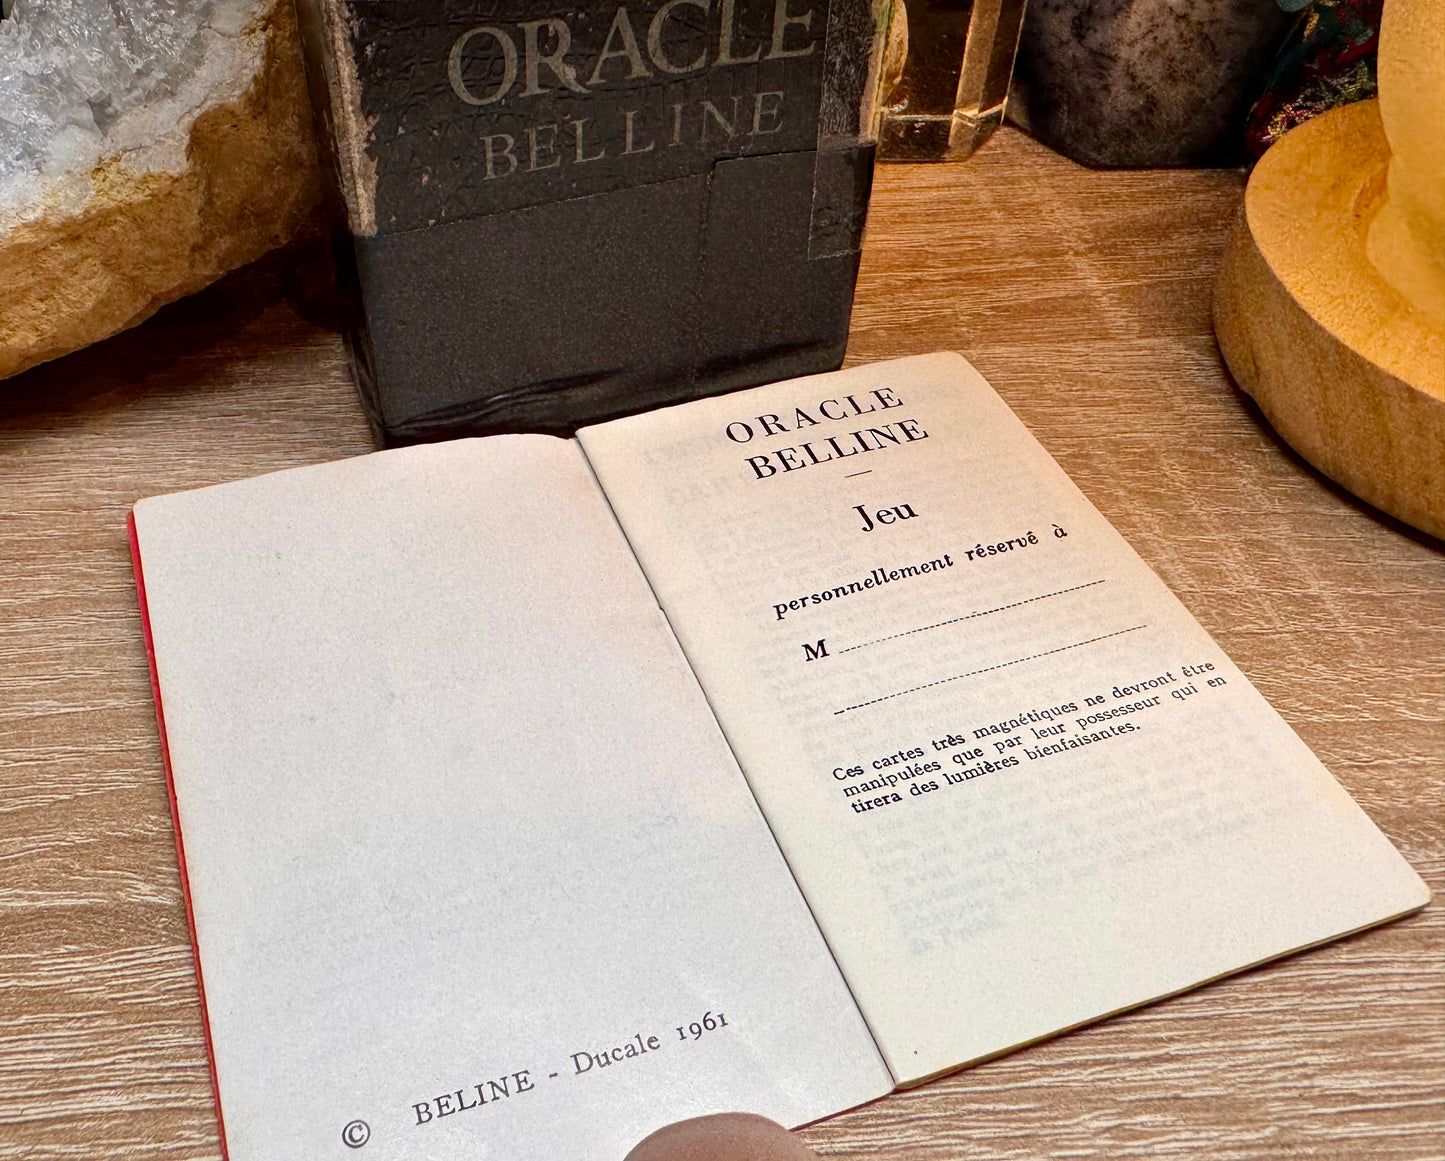 ORACLE
BELLINE
© BELINE - Ducale 1961
ORACLE
BELLINE
Jeu
personnellement réservé à
M
Ces cartes très magnétiques ne devront être
manipulées que par leur possesseur qui en
tirera des lumières bienfaisantes.